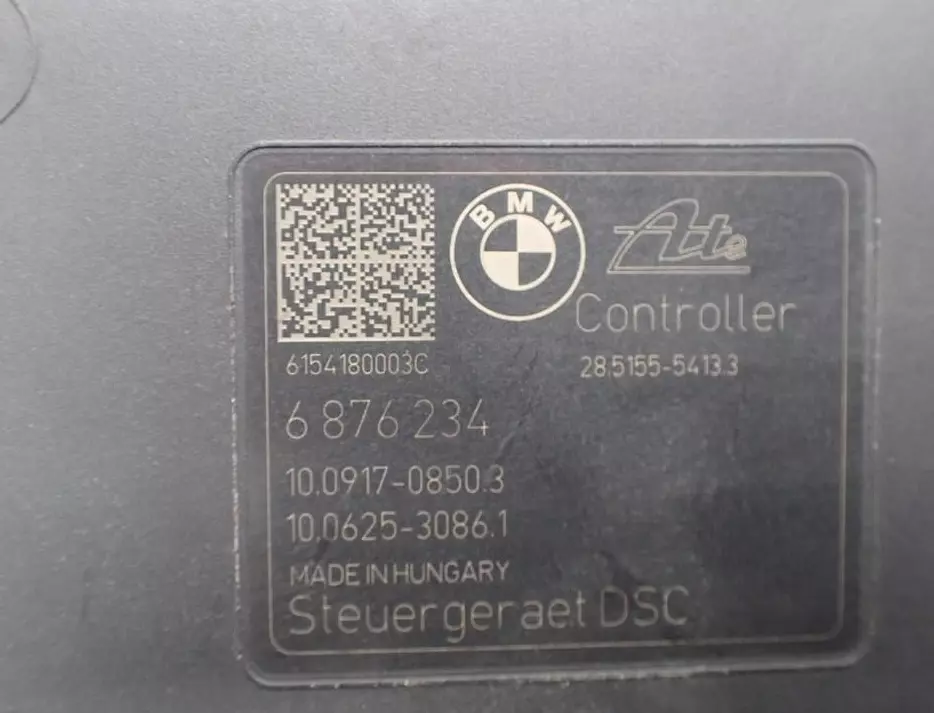 BMW
Ate
Controller
6154180003C
28.5155-5413.3
6 876 234
10.0917-0850.3
10.0625-3086.1
MADE IN HUNGARY
Steuergeraet DSC